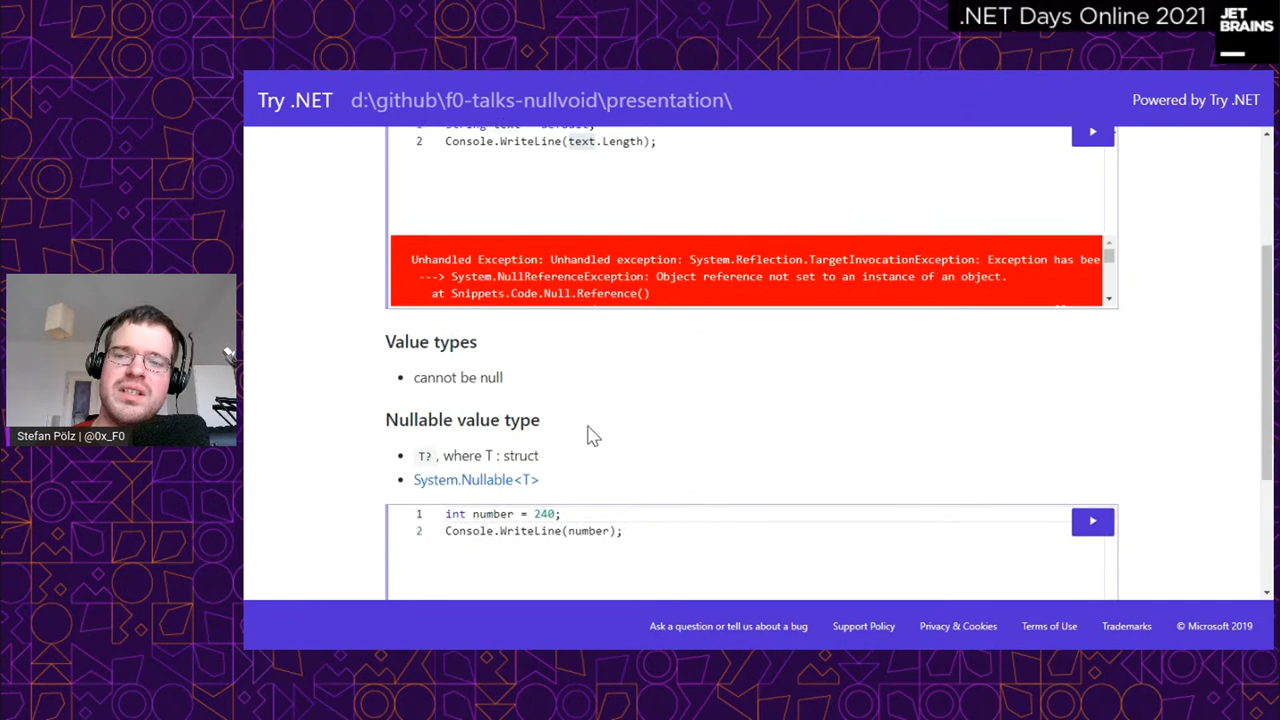 .NET Days Online 2021
JET
BRAINS
Try .NET d:\github\f0-talks-nullvoid\presentation\
Powered by Try .NET
2 Console.WriteLine(text.Length);
Unhandled Exception: Unhandled exception: System.Reflection.TargetInvocationException: Exception has bee
---> System.NullReferenceException: Object reference not set to an instance of an object.
at Snippets.Code.Null.Reference()
Value types
• cannot be null
Nullable value type
• T? , where T : struct
• System.Nullable<T>
1 int number = 240;
2 Console.WriteLine(number);
Stefan Pölz | @0x_F0
Ask a question or tell us about a bug Support Policy Privacy & Cookies Terms of Use Trademarks © Microsoft 2019